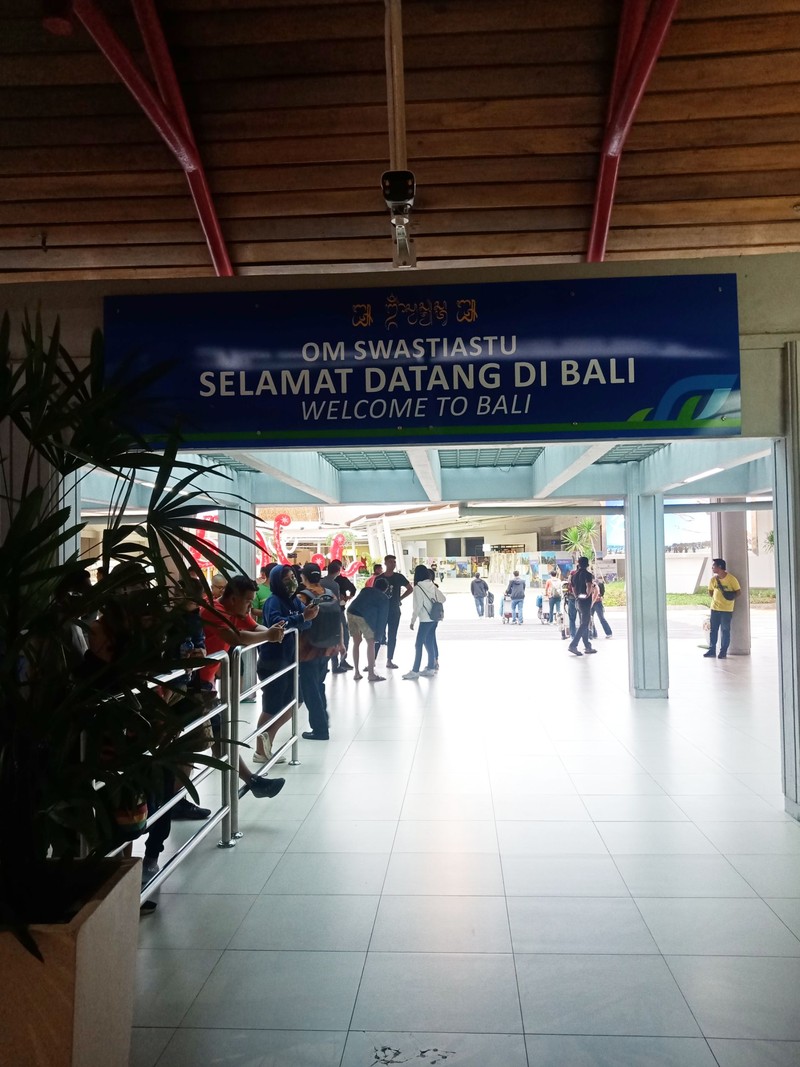 OM SWASTIASTU
SELAMAT DATANG DI BALI
WELCOME TO BALI